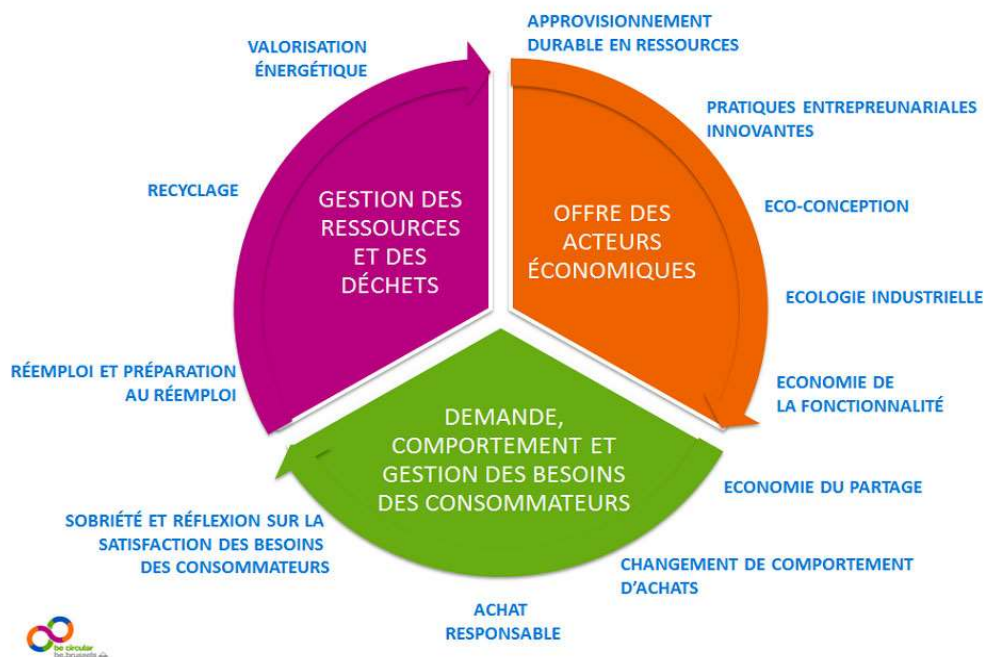 APPROVISIONNEMENT
DURABLE EN RESSOURCES
PRATIQUES ENTREPREUNARIALES
INNOVANTES
ECO-CONCEPTION
ECOLOGIE INDUSTRIELLE
ECONOMIE DE
LA FONCTIONNALITÉ
ECONOMIE DU PARTAGE
CHANGEMENT DE COMPORTEMENT
D'ACHATS
ACHAT
RESPONSABLE
SOBRIÉTÉ ET RÉFLEXION SUR LA
SATISFACTION DES BESOINS
DES CONSOMMATEURS
RÉEMPLOI ET PRÉPARATION
AU RÉEMPLOI
RECYCLAGE
VALORISATION
ÉNERGÉTIQUE
GESTION DES
RESSOURCES
ET DES
DÉCHETS
OFFRE DES
ACTEURS
ÉCONOMIQUES
DEMANDE,
COMPORTEMENT ET
GESTION DES BESOINS
DES CONSOMMATEURS
be circular
be.brussels